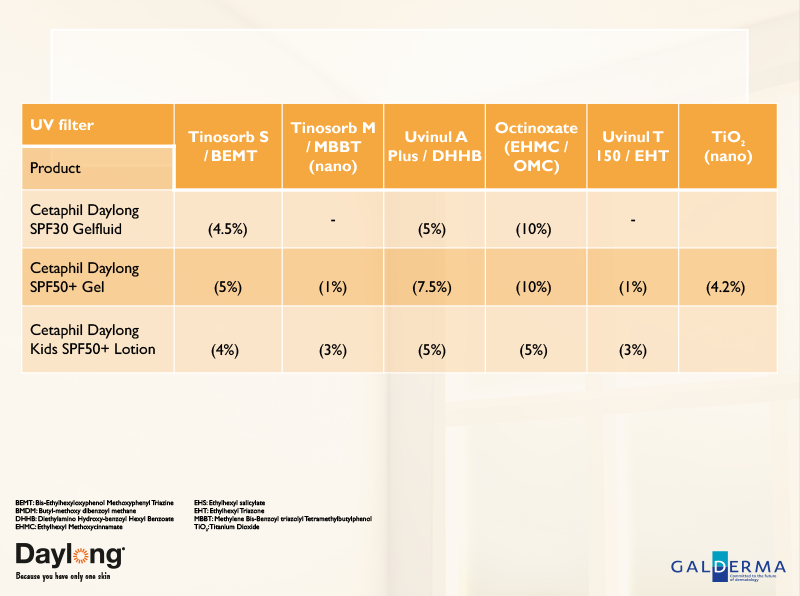 UV filter
Product
Tinosorb S
/ BEMT
Tinosorb M
/ MBBT
(nano)
Uvinul A
Plus / DHHB
Octinoxate
(EHMC /
OMC)
Uvinul T
150 / EHT
TiO2
(nano)
Cetaphil Daylong
SPF30 Gelfluid
(4.5%)
-
(5%)
(10%)
-
Cetaphil Daylong
SPF50+ Gel
(5%)
(1%)
(7.5%)
(10%)
(1%)
(4.2%)
Cetaphil Daylong
Kids SPF50+ Lotion
(4%)
(3%)
(5%)
(5%)
(3%)
BEMT: Bis-Ethylhexyloxyphenol Methoxyphenyl Triazine
BMDM: Butyl-methoxy dibenzoyl methane
DHHB: Diethylamino Hydroxy-benzoyl Hexyl Benzoate
EHMC: Ethylhexyl Methoxycinnamate
EHS: Ethylhexyl salicylate
EHT: Ethylhexyl Triazone
MBBT: Methylene Bis-Benzoyl triazolyl Tetramethylbutylphenol
TiO2: Titanium Dioxide
Daylong®
Because you have only one skin
GALDERMA
Committed to the future
of dermatology